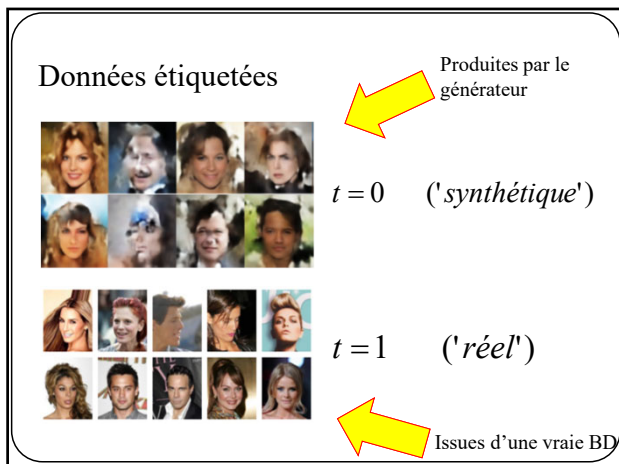 Données étiquetées
Produites par le
générateur
t = 0 ('synthétique')
t = 1 ('réel')
Issues d'une vraie BD